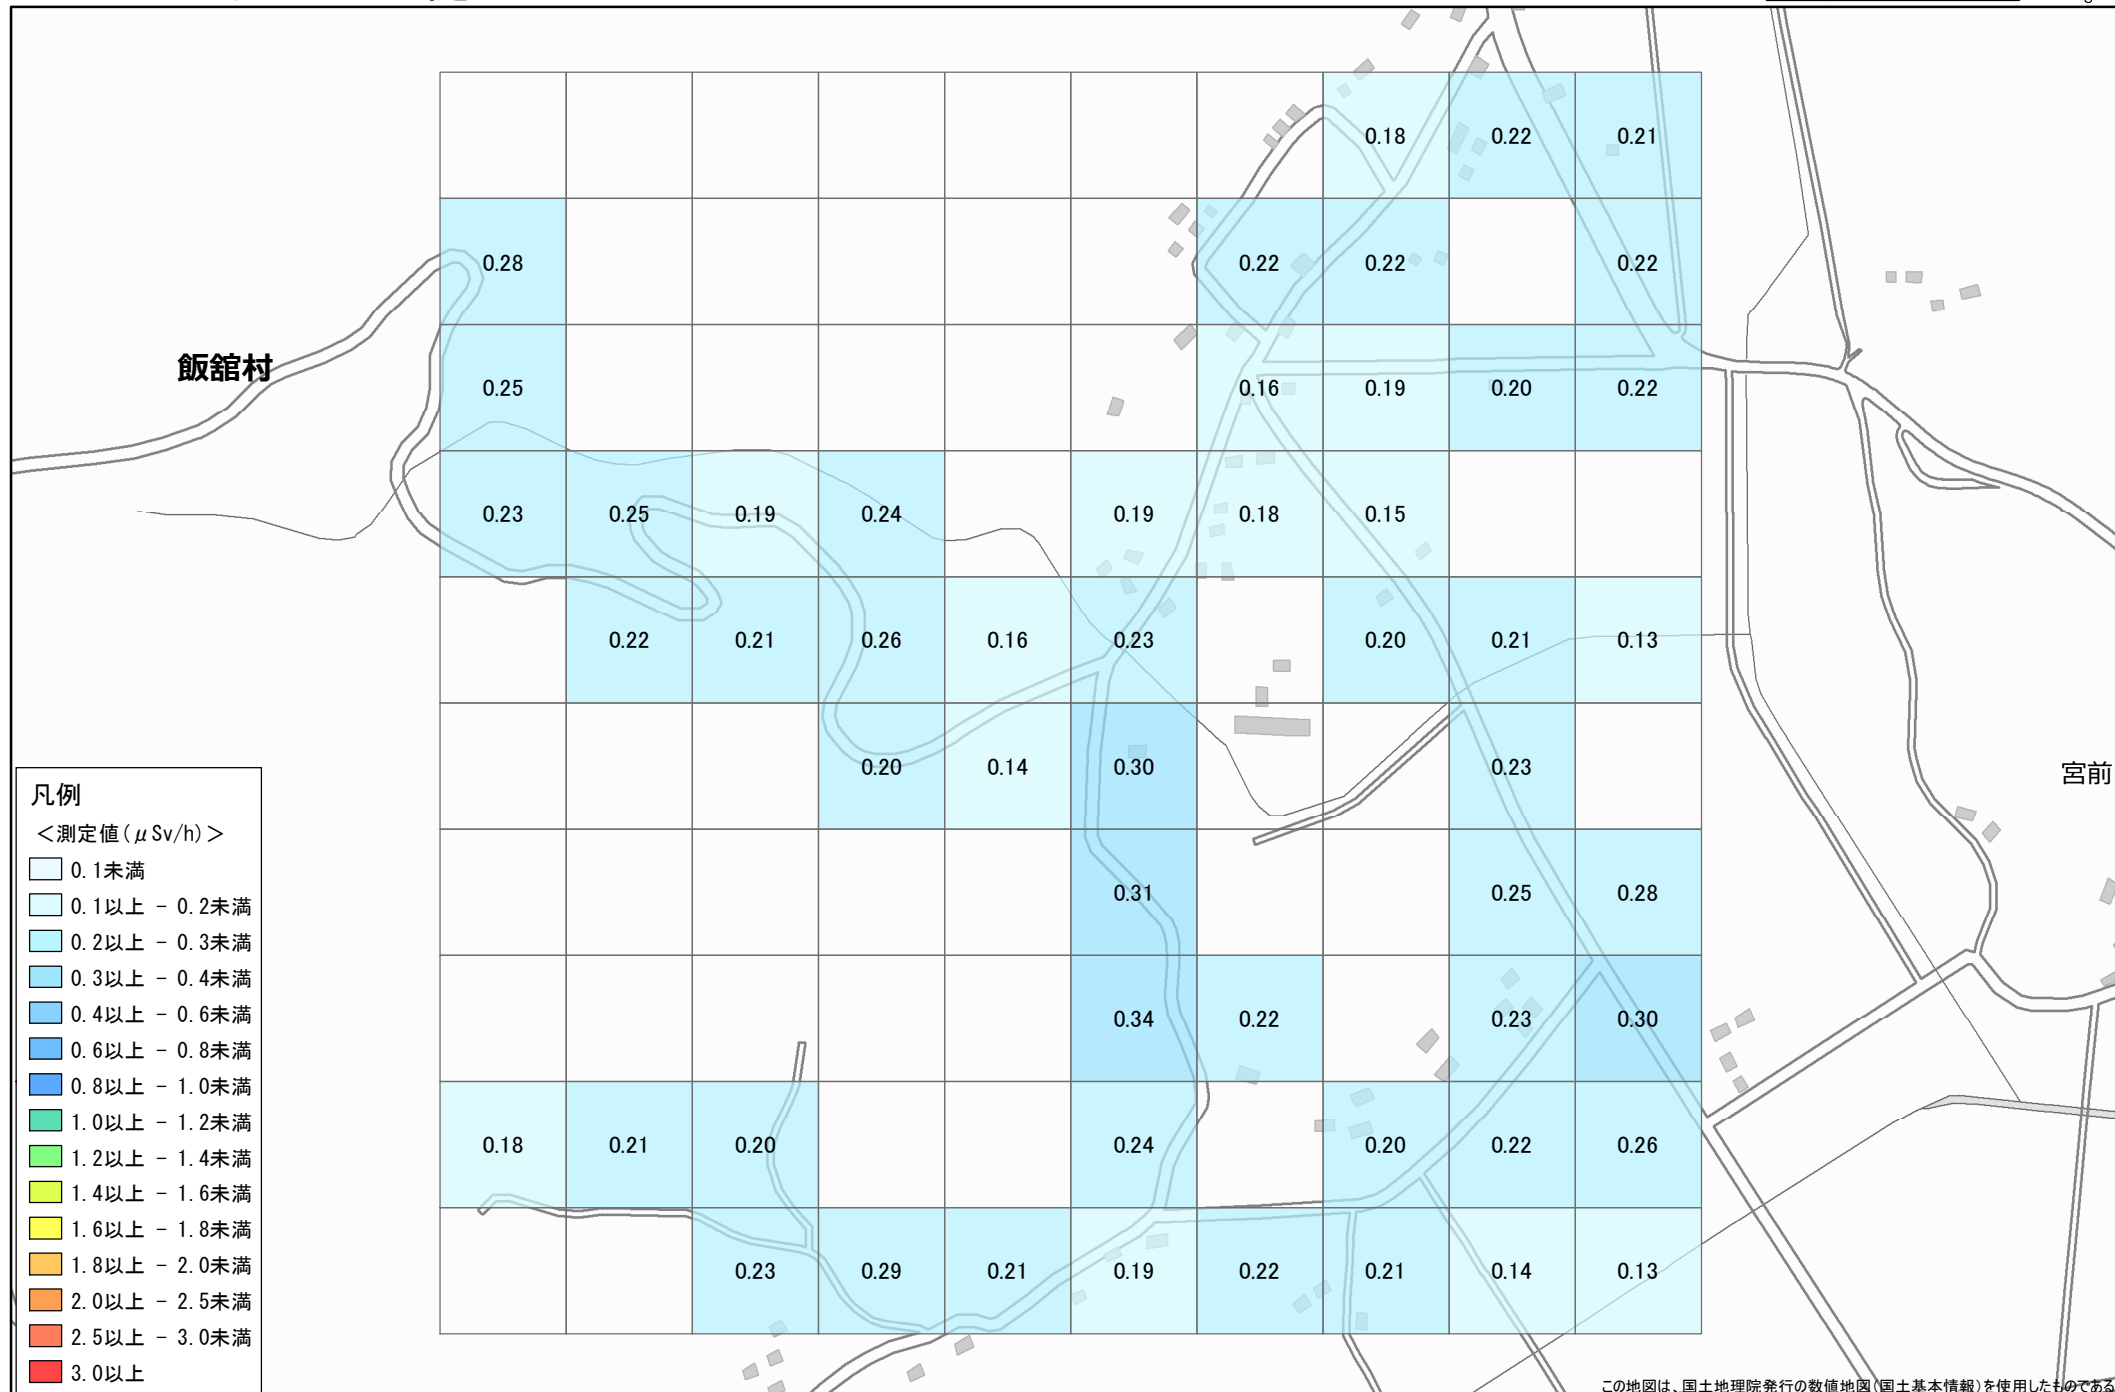 0.18 0.22 0.21
0.28 0.22 0.22 0.22
飯舘村
0.25 0.16 0.19 0.20 0.22
0.23 0.25 0.19 0.24 0.19 0.18 0.15
0.22 0.21 0.26 0.16 0.23 0.20 0.21 0.13
0.20 0.14 0.30 0.23
宮前
0.31 0.25 0.28
0.34 0.22 0.23 0.30
0.18 0.21 0.20 0.24 0.20 0.22 0.26
0.23 0.29 0.21 0.19 0.22 0.21 0.14 0.13
凡例
＜測定値(μSv/h)＞
0.1未満
0.1以上 － 0.2未満
0.2以上 － 0.3未満
0.3以上 － 0.4未満
0.4以上 － 0.6未満
0.6以上 － 0.8未満
0.8以上 － 1.0未満
1.0以上 － 1.2未満
1.2以上 － 1.4未満
1.4以上 － 1.6未満
1.6以上 － 1.8未満
1.8以上 － 2.0未満
2.0以上 － 2.5未満
2.5以上 － 3.0未満
3.0以上
この地図は、国土地理院発行の数値地図(国土基本情報)を使用したものである